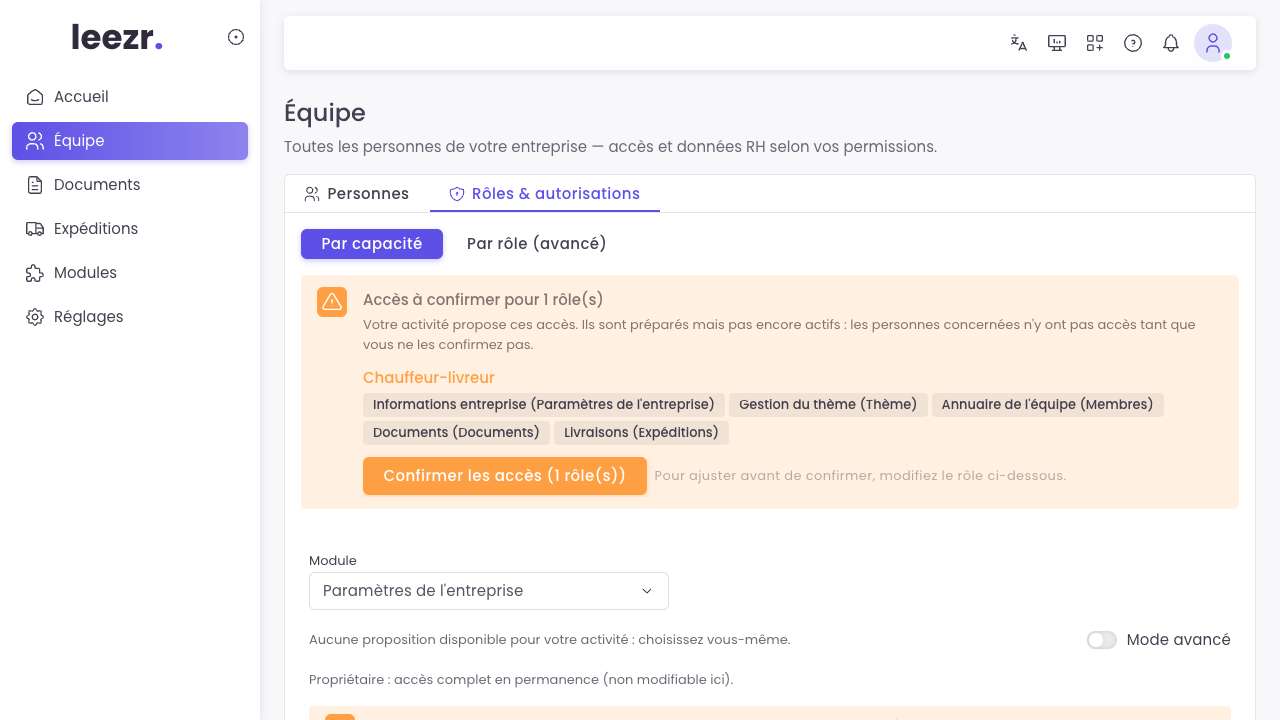 leezr.
Accueil
Équipe
Documents
Expéditions
Modules
Réglages
Équipe
Toutes les personnes de votre entreprise — accès et données RH selon vos permissions.
Personnes
Rôles & autorisations
Par capacité
Par rôle (avancé)
Accès à confirmer pour 1 rôle(s)
Votre activité propose ces accès. Ils sont préparés mais pas encore actifs : les personnes concernées n'y ont pas accès tant que
vous ne les confirmez pas.
Chauffeur-livreur
Informations entreprise (Paramètres de l'entreprise)
Gestion du thème (Thème)
Annuaire de l'équipe (Membres)
Documents (Documents)
Livraisons (Expéditions)
Confirmer les accès (1 rôle(s))
Pour ajuster avant de confirmer, modifiez le rôle ci-dessous.
Module
Paramètres de l'entreprise
Aucune proposition disponible pour votre activité : choisissez vous-même.
Mode avancé
Propriétaire : accès complet en permanence (non modifiable ici).